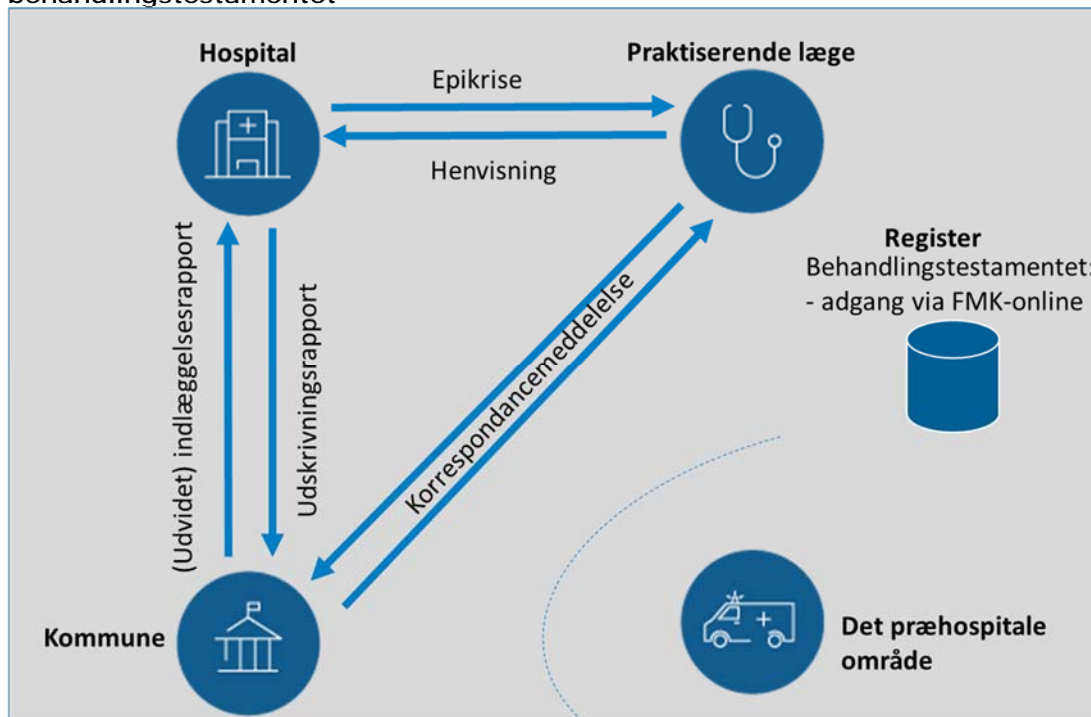 behandlingstestamentet
Hospital
Praktiserende læge
Epikrise
Henvisning
Register
Behandlingstestamentet:
- adgang via FMK-online
(Udvidet) indlæggelsesrapport
Udskrivningsrapport
Korrespondancemeddelelse
Kommune
Det præhospitale
område